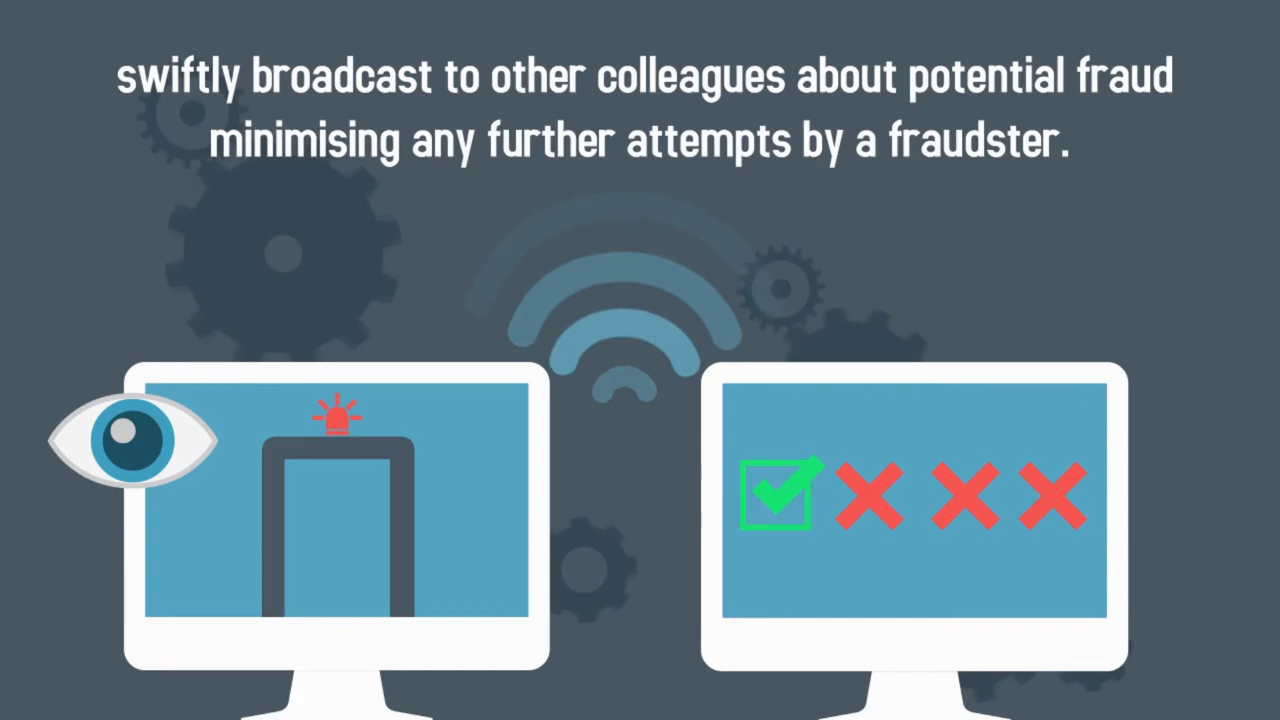 swiftly broadcast to other colleagues about potential fraud
minimising any further attempts by a fraudster.